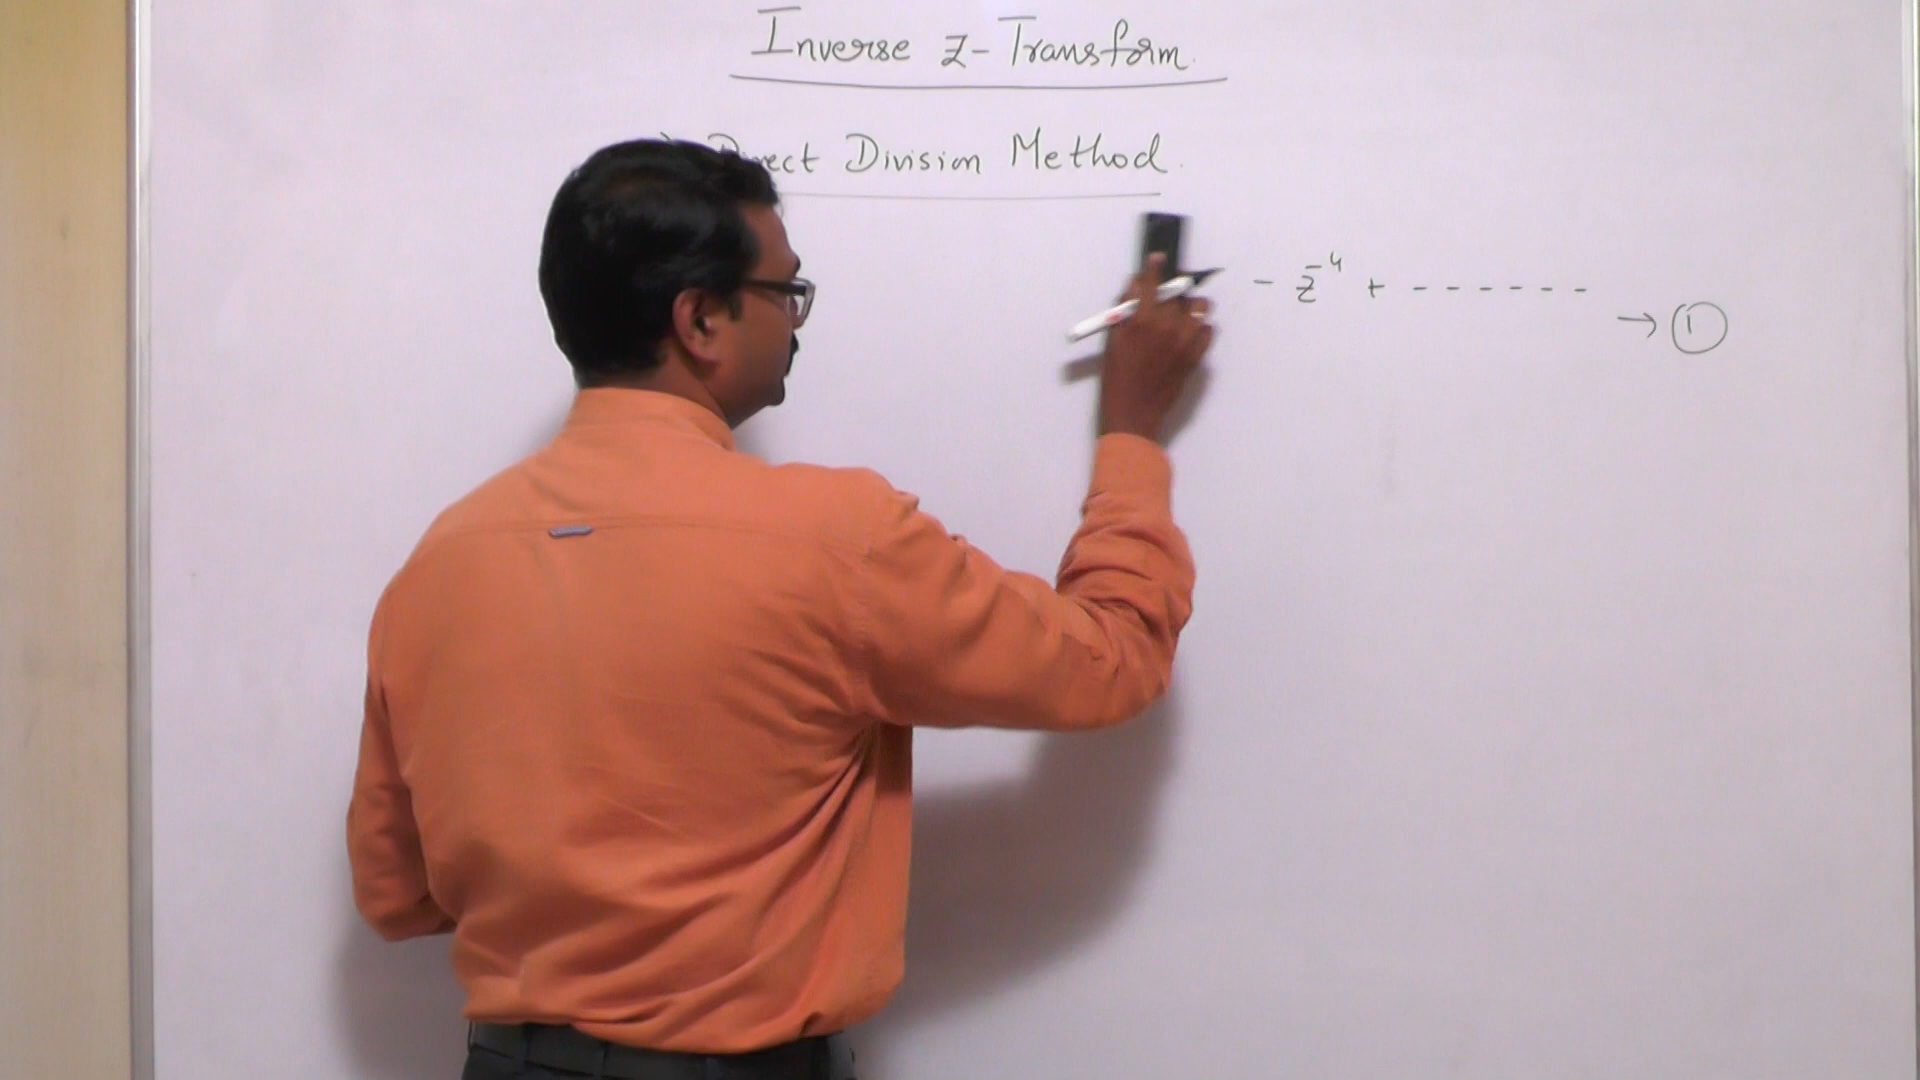 Inverse z-Transform.
Direct Division Method.
- z⁻⁴ + - - - - - -
→ ①